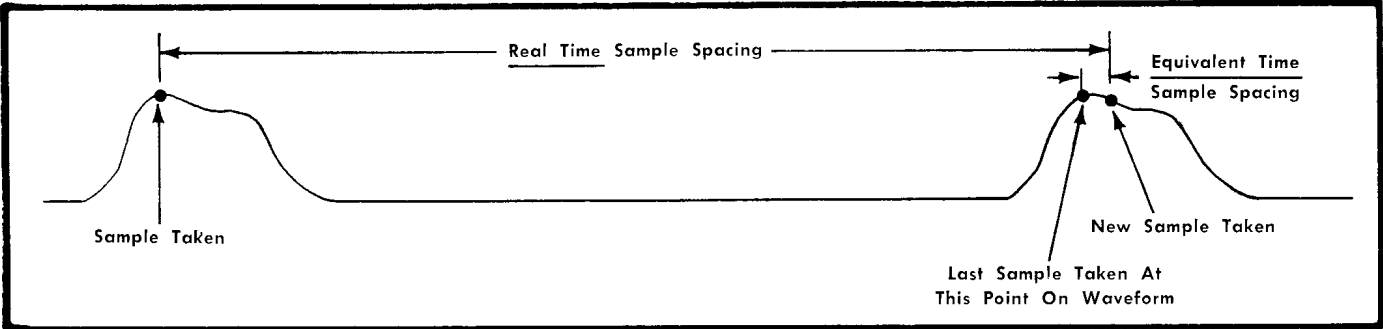 Real Time Sample Spacing
Equivalent Time
Sample Spacing
Sample Taken
New Sample Taken
Last Sample Taken At
This Point On Waveform